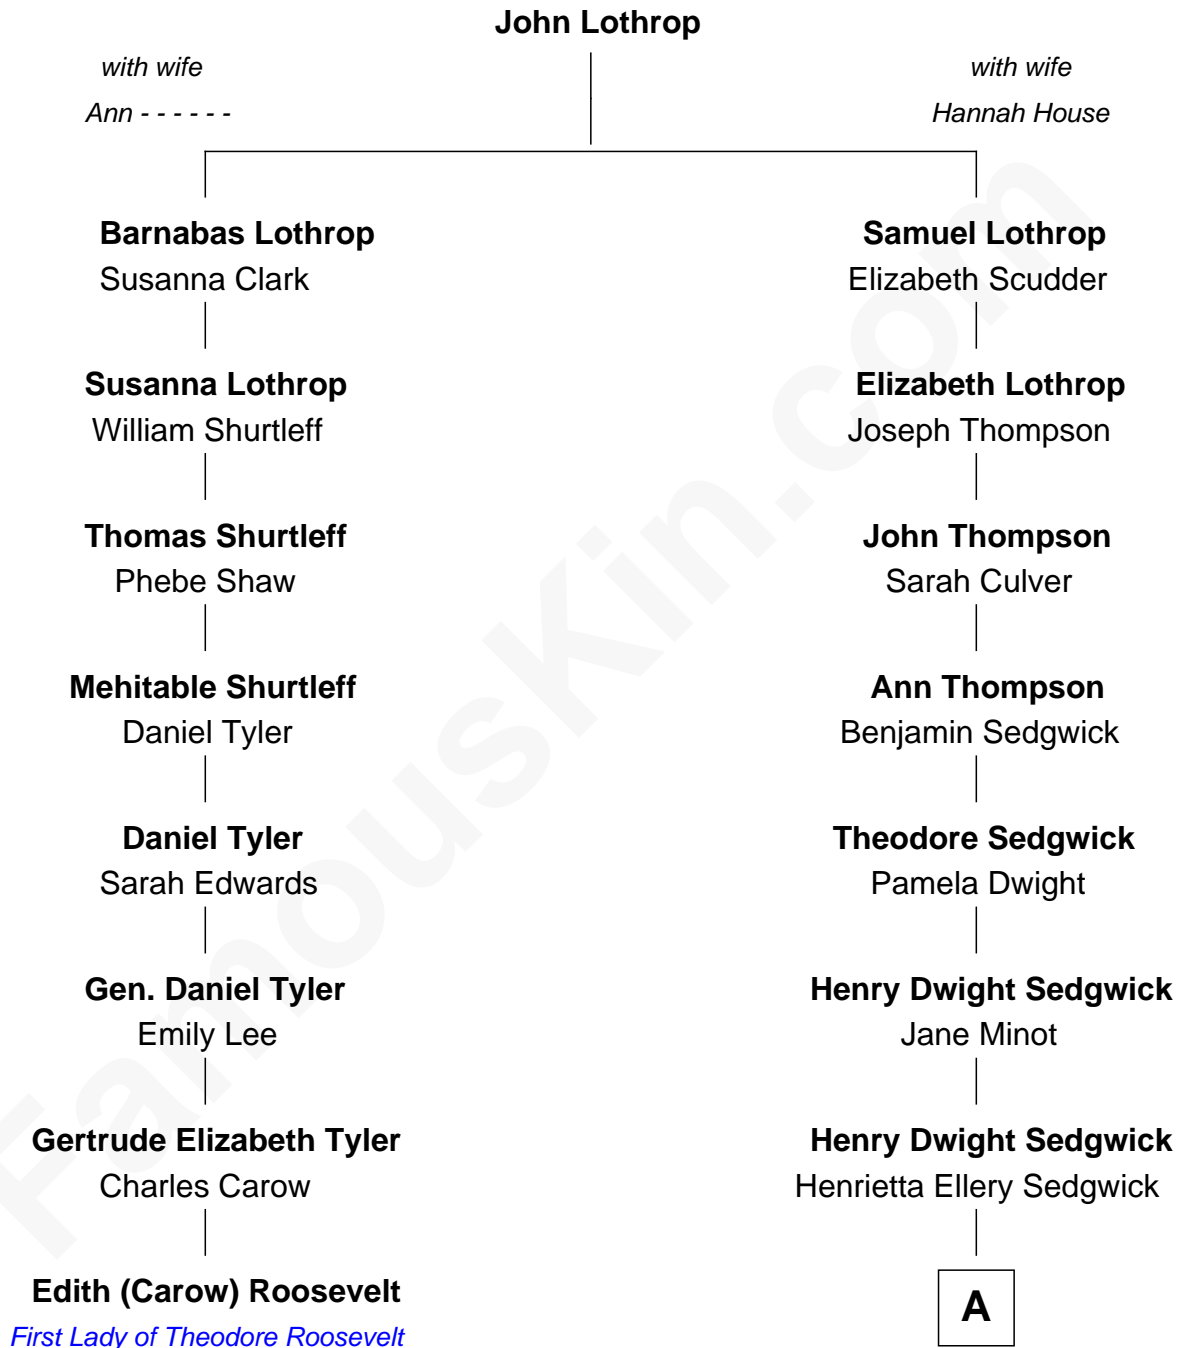 John Lothrop
with wife
Ann - - - - - -
with wife
Hannah House
Barnabas Lothrop
Susanna Clark
Samuel Lothrop
Elizabeth Scudder
Susanna Lothrop
William Shurtleff
Elizabeth Lothrop
Joseph Thompson
Thomas Shurtleff
Phebe Shaw
John Thompson
Sarah Culver
Mehitable Shurtleff
Daniel Tyler
Ann Thompson
Benjamin Sedgwick
Daniel Tyler
Sarah Edwards
Theodore Sedgwick
Pamela Dwight
Gen. Daniel Tyler
Emily Lee
Henry Dwight Sedgwick
Jane Minot
Gertrude Elizabeth Tyler
Charles Carow
Henry Dwight Sedgwick
Henrietta Ellery Sedgwick
Edith (Carow) Roosevelt
First Lady of Theodore Roosevelt
A
FamousKin.com